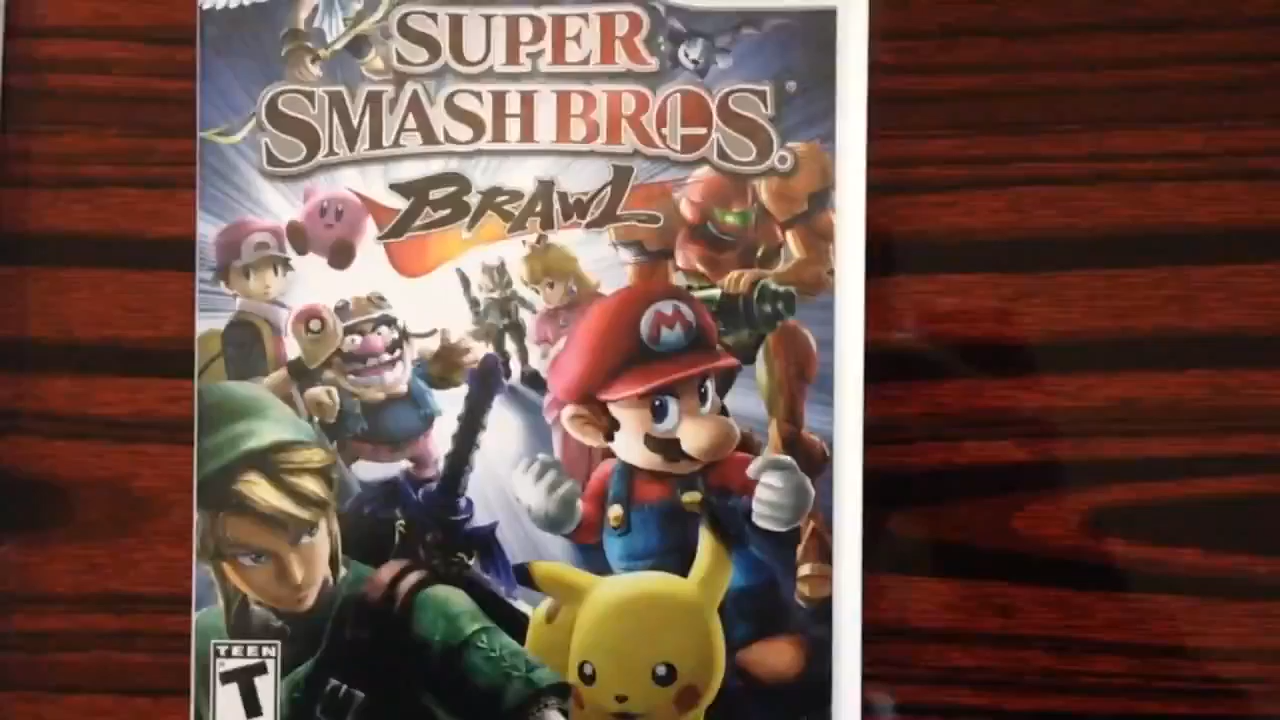 SUPER
SMASH BROS.
BRAWL
M
TEEN
T